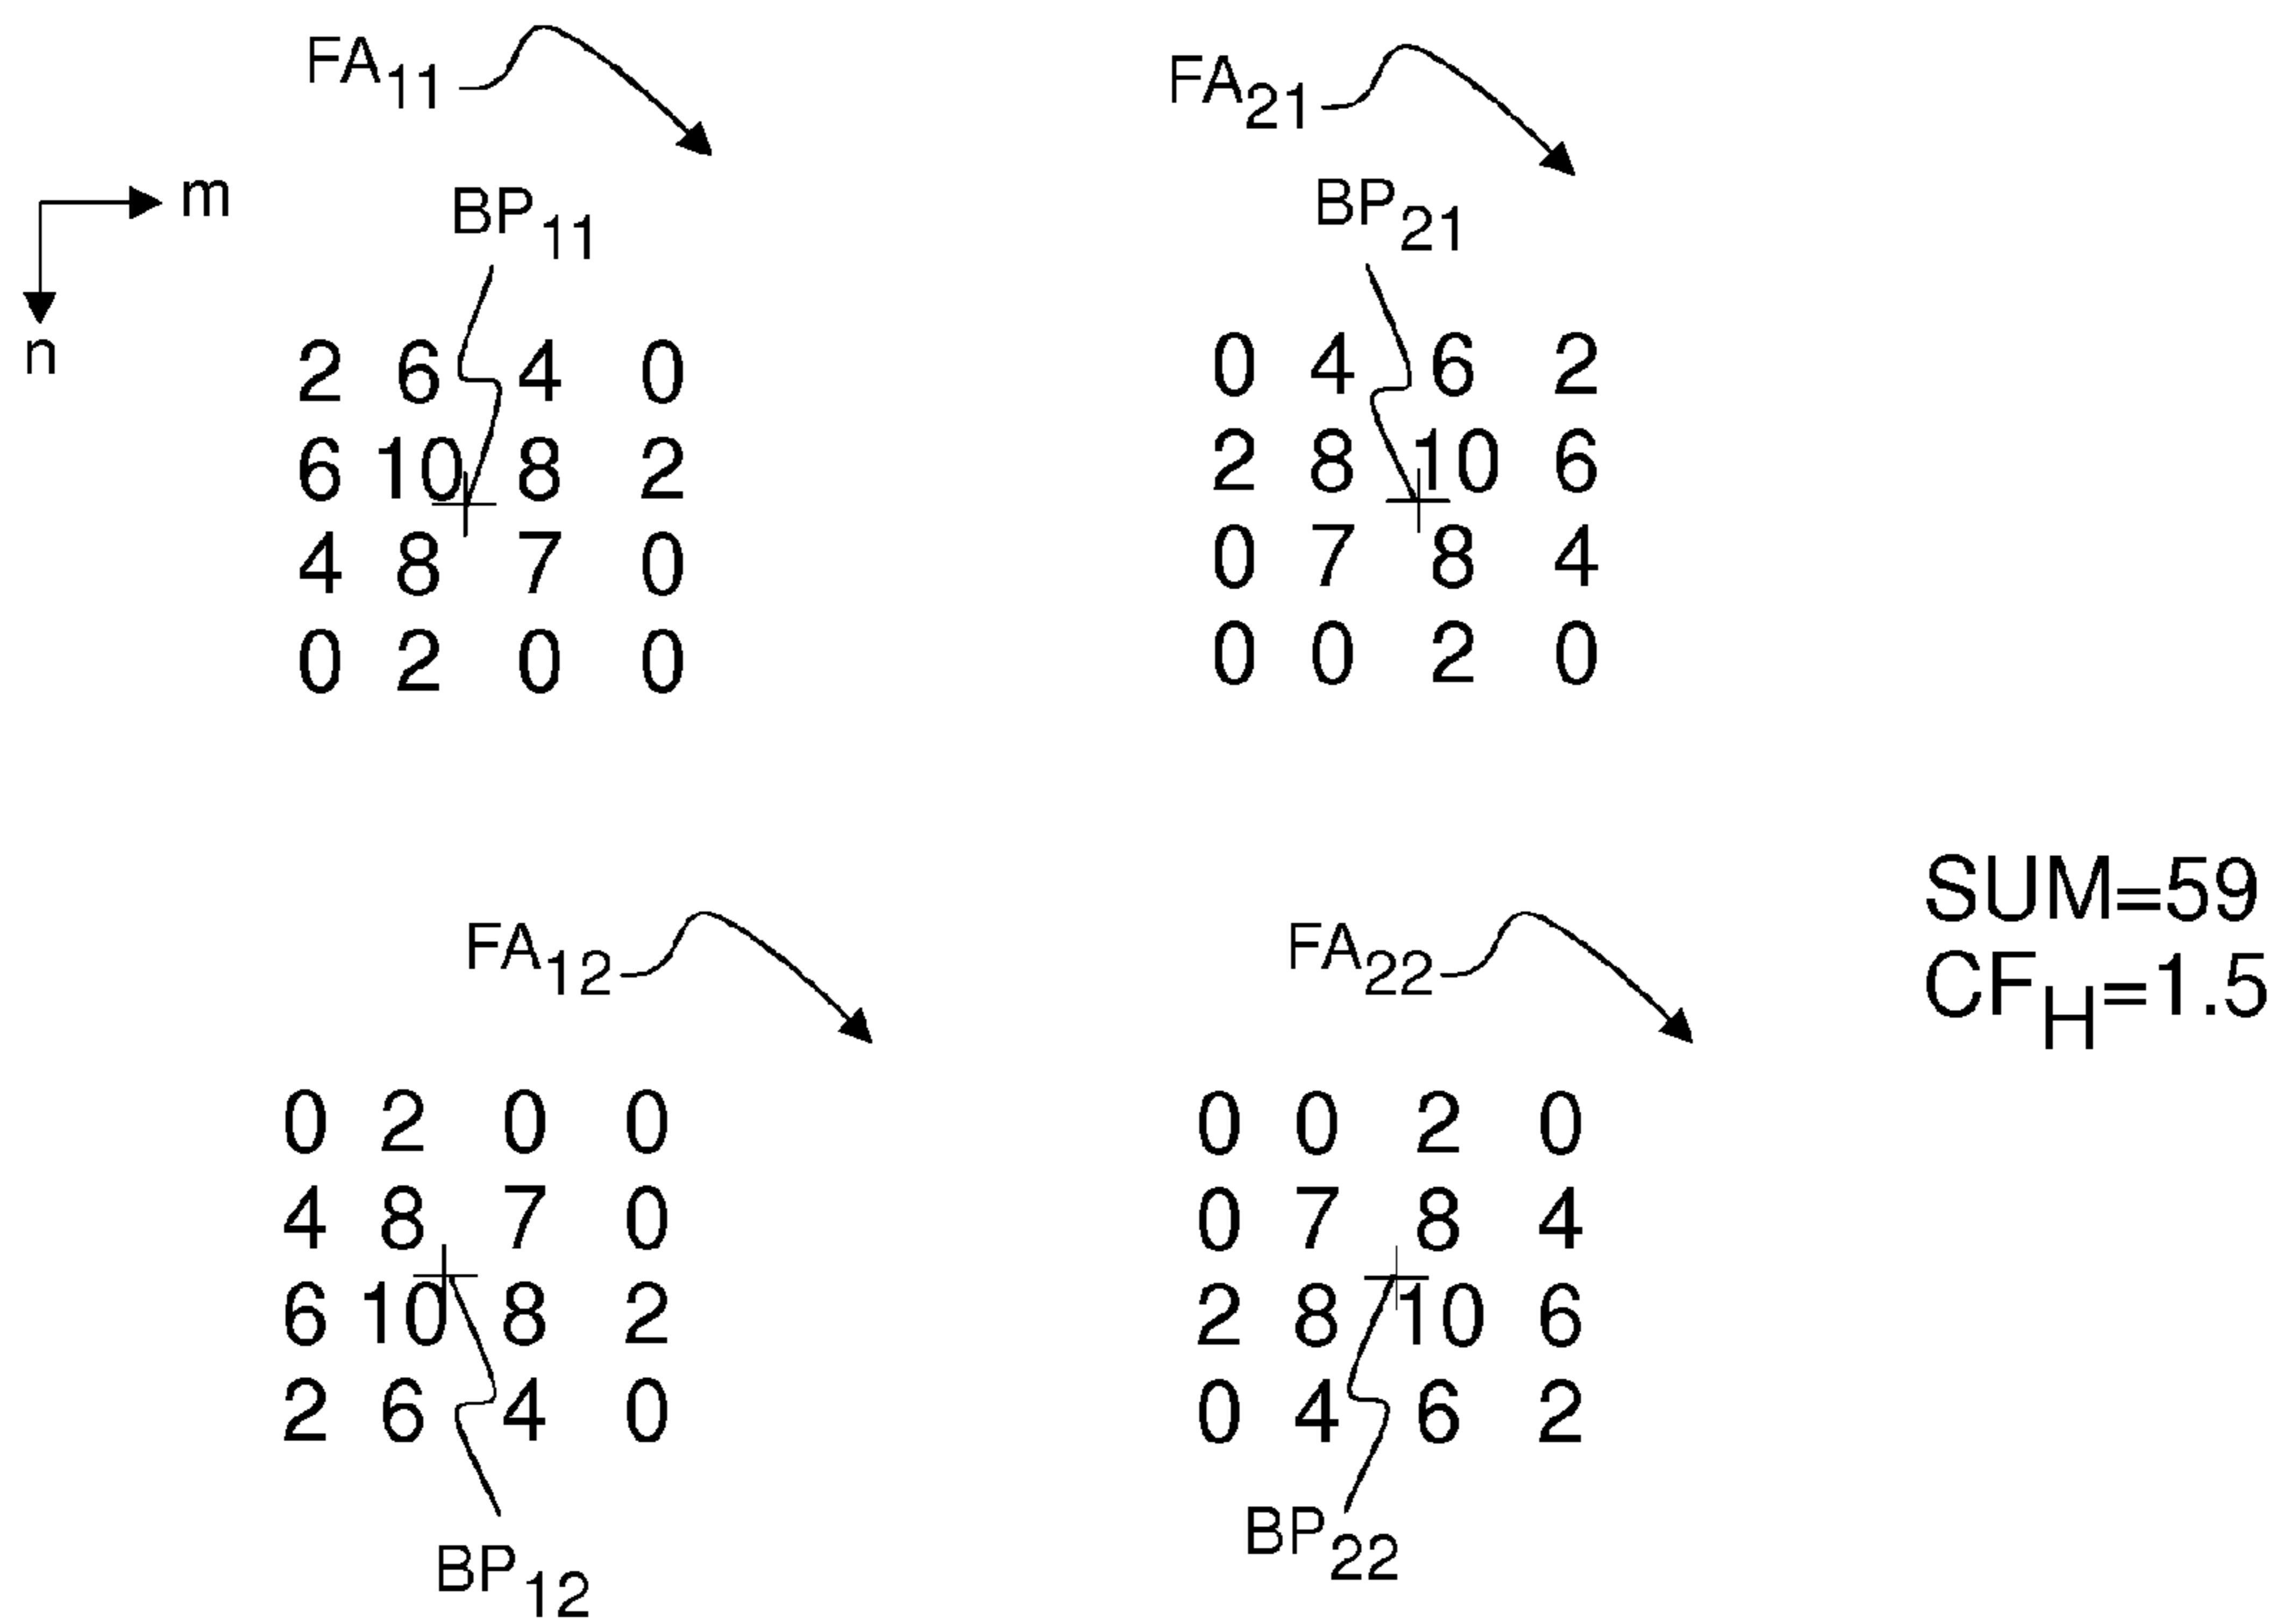 FA11 FA21
m
BP11 BP21
n
2 6 4 0 0 4 6 2
6 10 8 2 2 8 10 6
4 8 7 0 0 7 8 4
0 2 0 0 0 0 2 0
SUM=59
FA12 FA22
CFH=1.5
0 2 0 0 0 0 2 0
4 8 7 0 0 7 8 4
6 10 8 2 2 8 10 6
2 6 4 0 0 4 6 2
BP12 BP22